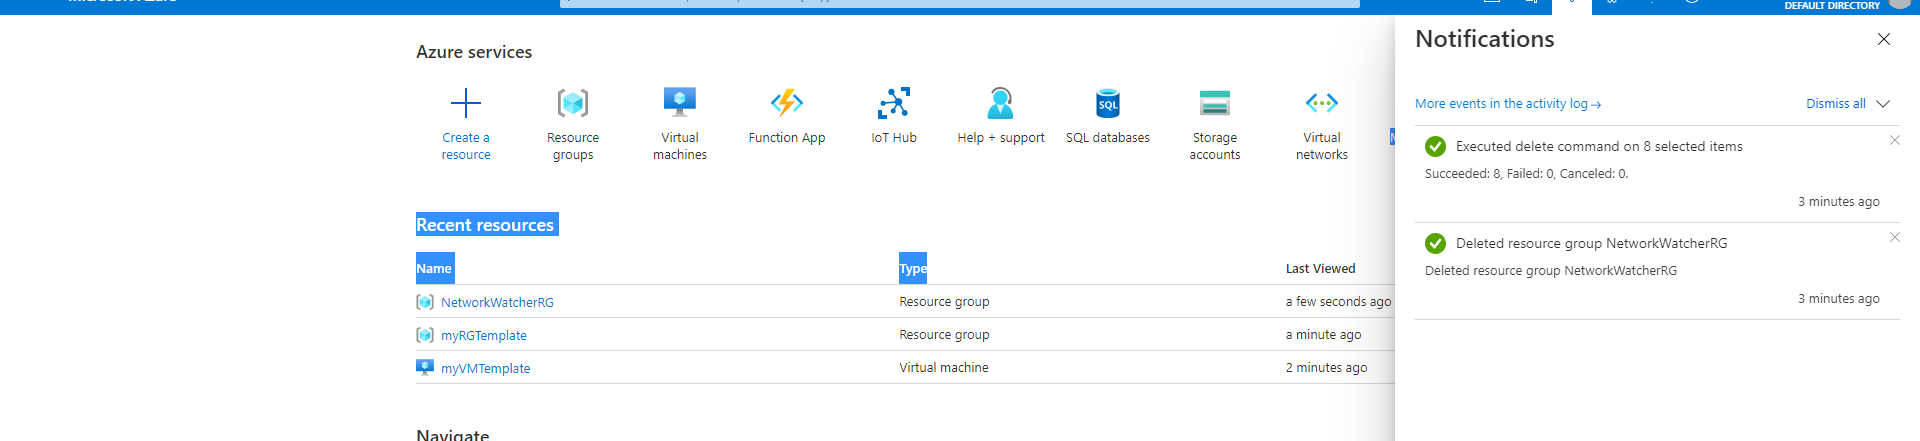 DEFAULT DIRECTORY
Azure services
Create a
resource
Resource
groups
Virtual
machines
Function App
IoT Hub
Help + support
SQL
SQL databases
Storage
accounts
Virtual
networks
Recent resources
Name Type Last Viewed
NetworkWatcherRG Resource group a few seconds ago
myRGTemplate Resource group a minute ago
myVMTemplate Virtual machine 2 minutes ago
Navigate
Notifications
More events in the activity log → Dismiss all
Executed delete command on 8 selected items
Succeeded: 8, Failed: 0, Canceled: 0.
3 minutes ago
Deleted resource group NetworkWatcherRG
Deleted resource group NetworkWatcherRG
3 minutes ago